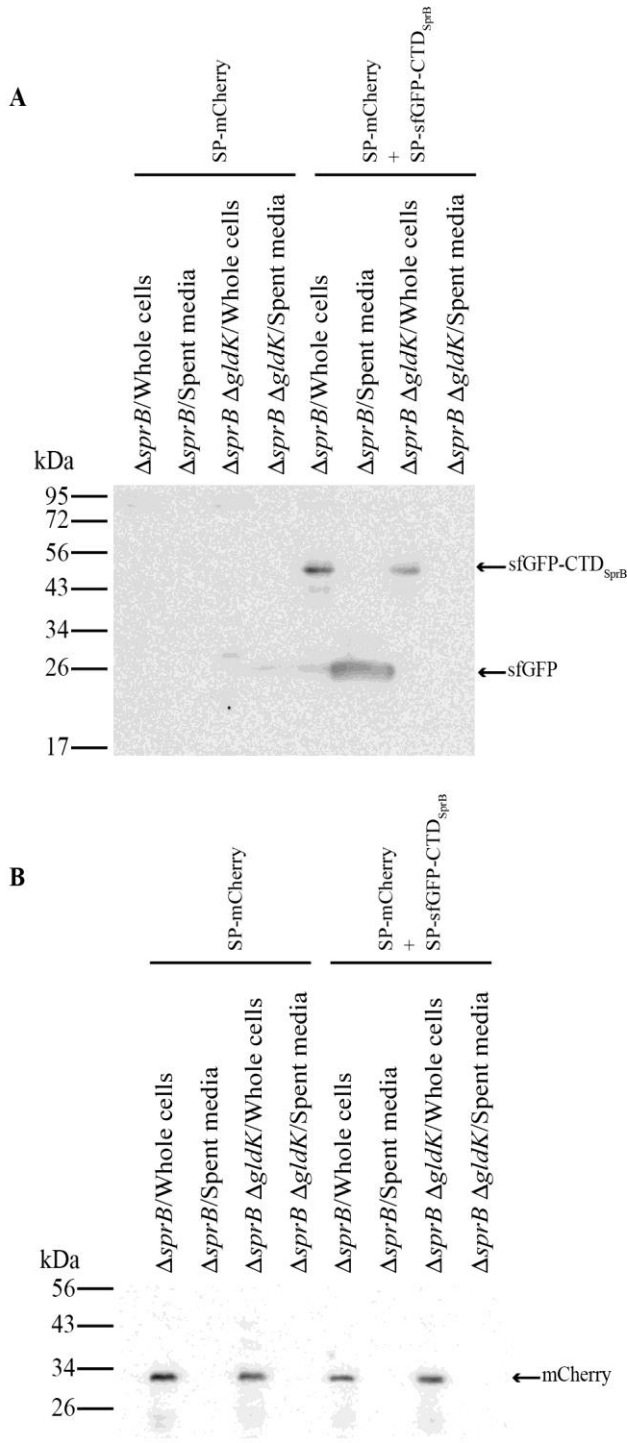 A
SP-mCherry
SP-mCherry
+
SP-sfGFP-CTDSprB
ΔsprB/Whole cells
ΔsprB/Spent media
ΔsprB ΔgldK/Whole cells
ΔsprB ΔgldK/Spent media
ΔsprB/Whole cells
ΔsprB/Spent media
ΔsprB ΔgldK/Whole cells
ΔsprB ΔgldK/Spent media
kDa
95
72
56
43
34
26
17
sfGFP-CTDSprB
sfGFP
B
SP-mCherry
SP-mCherry
+
SP-sfGFP-CTDSprB
ΔsprB/Whole cells
ΔsprB/Spent media
ΔsprB ΔgldK/Whole cells
ΔsprB ΔgldK/Spent media
ΔsprB/Whole cells
ΔsprB/Spent media
ΔsprB ΔgldK/Whole cells
ΔsprB ΔgldK/Spent media
kDa
56
43
34
26
mCherry